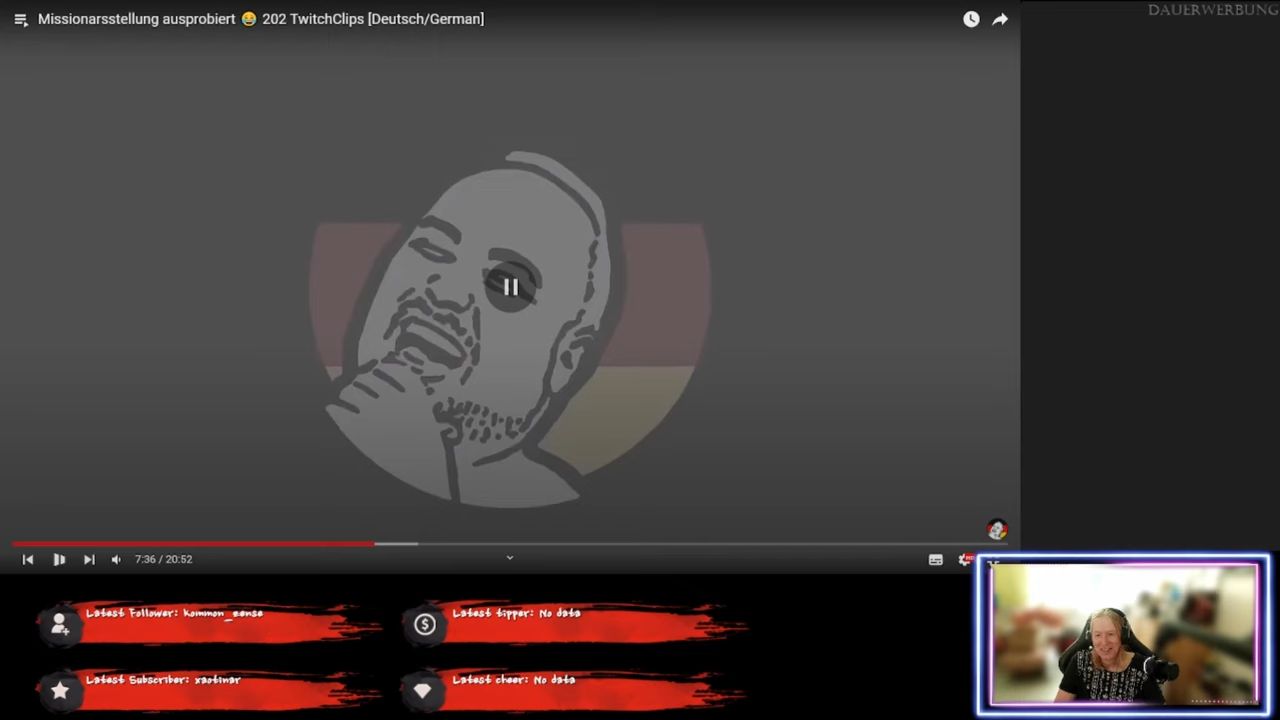 Missionarsstellung ausprobiert 😂 202 TwitchClips [Deutsch/German]
DAUERWERBUNG
7:36 / 20:52
Latest Follower: Kommon_sense
Latest tipper: No data
Latest Subscriber: xaotinar
Latest cheer: No data